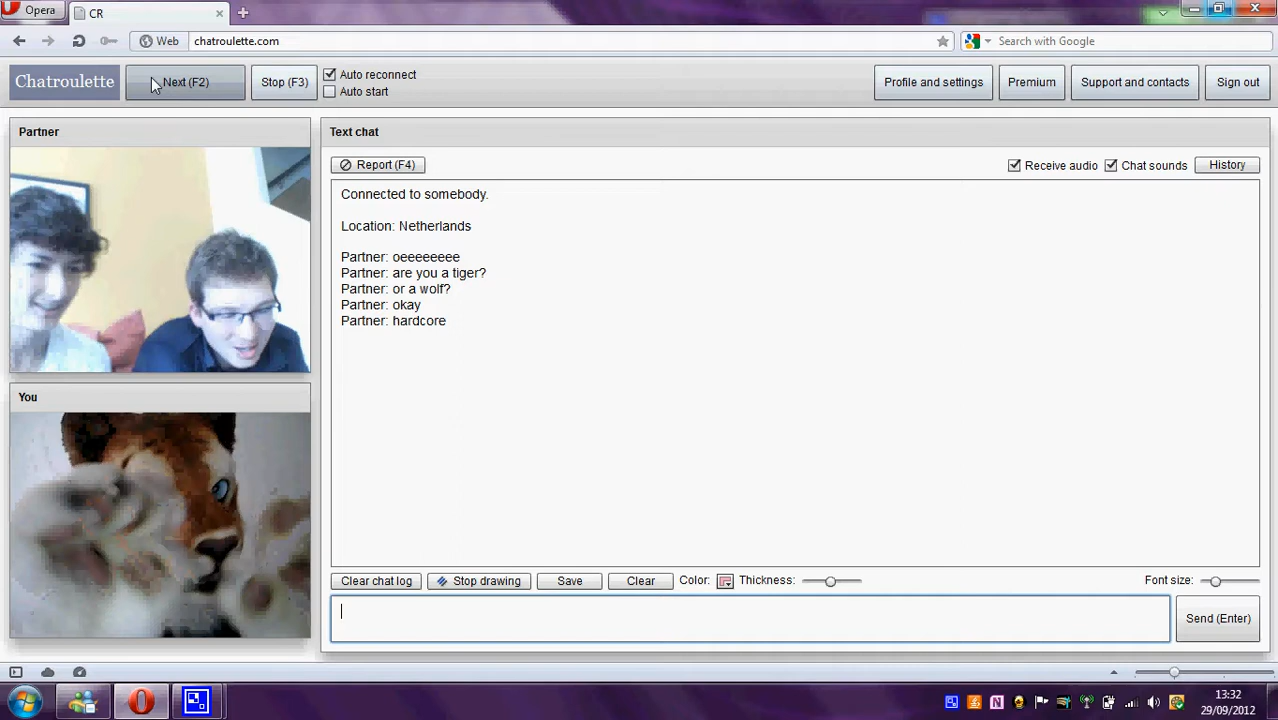 Opera
CR
Web
chatroulette.com
Search with Google
Chatroulette
Next (F2)
Stop (F3)
Auto reconnect
Auto start
Profile and settings
Premium
Support and contacts
Sign out
Partner
Text chat
Report (F4)
Receive audio
Chat sounds
History
Connected to somebody.
Location: Netherlands
Partner: oeeeeeeee
Partner: are you a tiger?
Partner: or a wolf?
Partner: okay
Partner: hardcore
You
Clear chat log
Stop drawing
Save
Clear
Color:
Thickness:
Font size:
Send (Enter)
13:32
29/09/2012